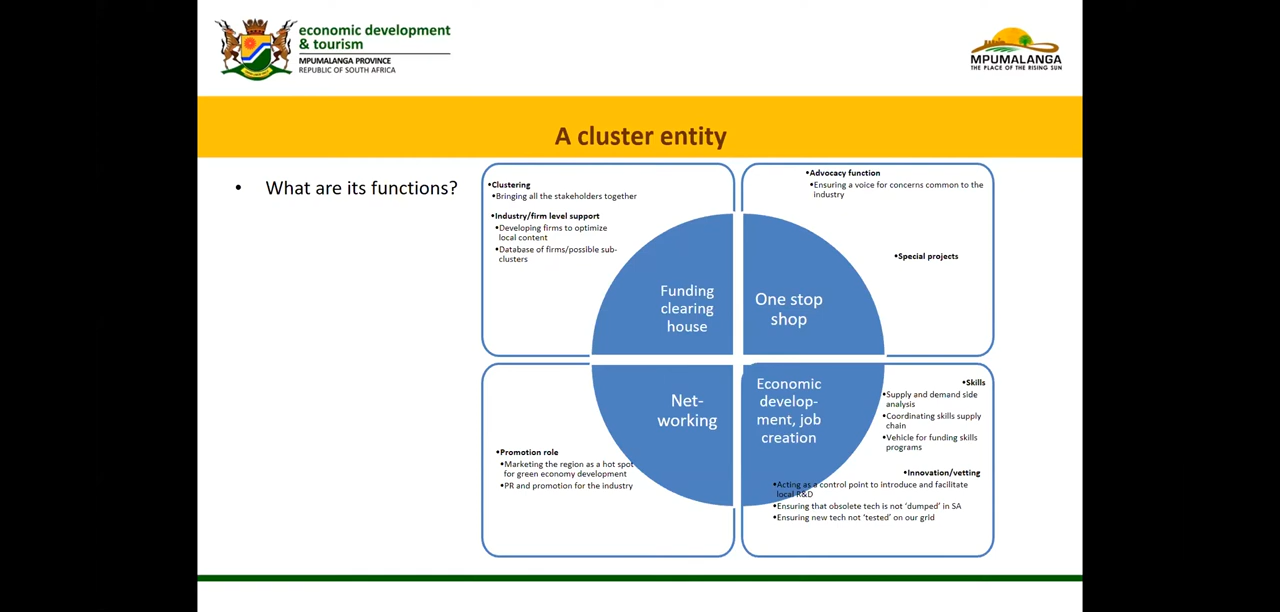 economic development
& tourism
MPUMALANGA PROVINCE
REPUBLIC OF SOUTH AFRICA
MPUMALANGA
THE PLACE OF THE RISING SUN
A cluster entity
• What are its functions?
•Clustering
•Bringing all the stakeholders together
•Industry/firm level support
•Developing firms to optimize
local content
•Database of firms/possible sub-
clusters
Funding
clearing
house
•Advocacy function
•Ensuring a voice for concerns common to the
industry
•Special projects
One stop
shop
Net-
working
•Promotion role
•Marketing the region as a hot spot
for green economy development
•PR and promotion for the industry
Economic
develop-
ment, job
creation
•Skills
•Supply and demand side
analysis
•Coordinating skills supply
chain
•Vehicle for funding skills
programs
•Innovation/vetting
•Acting as a control point to introduce and facilitate
local R&D
•Ensuring that obsolete tech is not ‘dumped’ in SA
•Ensuring new tech not ‘tested’ on our grid